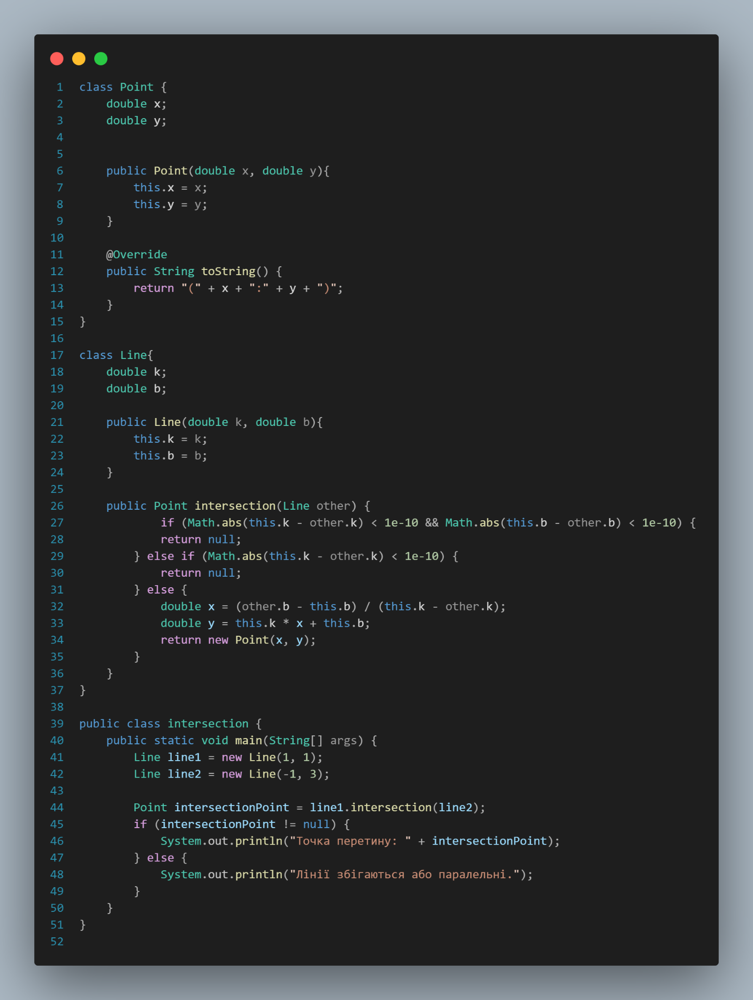 1 class Point {
2     double x;
3     double y;
4
5
6     public Point(double x, double y){
7         this.x = x;
8         this.y = y;
9     }
10
11     @Override
12     public String toString() {
13         return "(" + x + ":" + y + ")";
14     }
15 }
16
17 class Line{
18     double k;
19     double b;
20
21     public Line(double k, double b){
22         this.k = k;
23         this.b = b;
24     }
25
26     public Point intersection(Line other) {
27             if (Math.abs(this.k - other.k) < 1e-10 && Math.abs(this.b - other.b) < 1e-10) {
28             return null;
29         } else if (Math.abs(this.k - other.k) < 1e-10) {
30             return null;
31         } else {
32             double x = (other.b - this.b) / (this.k - other.k);
33             double y = this.k * x + this.b;
34             return new Point(x, y);
35         }
36     }
37 }
38
39 public class intersection {
40     public static void main(String[] args) {
41         Line line1 = new Line(1, 1);
42         Line line2 = new Line(-1, 3);
43
44         Point intersectionPoint = line1.intersection(line2);
45         if (intersectionPoint != null) {
46             System.out.println("Точка перетину: " + intersectionPoint);
47         } else {
48             System.out.println("Лінії збігаються або паралельні.");
49         }
50     }
51 }
52